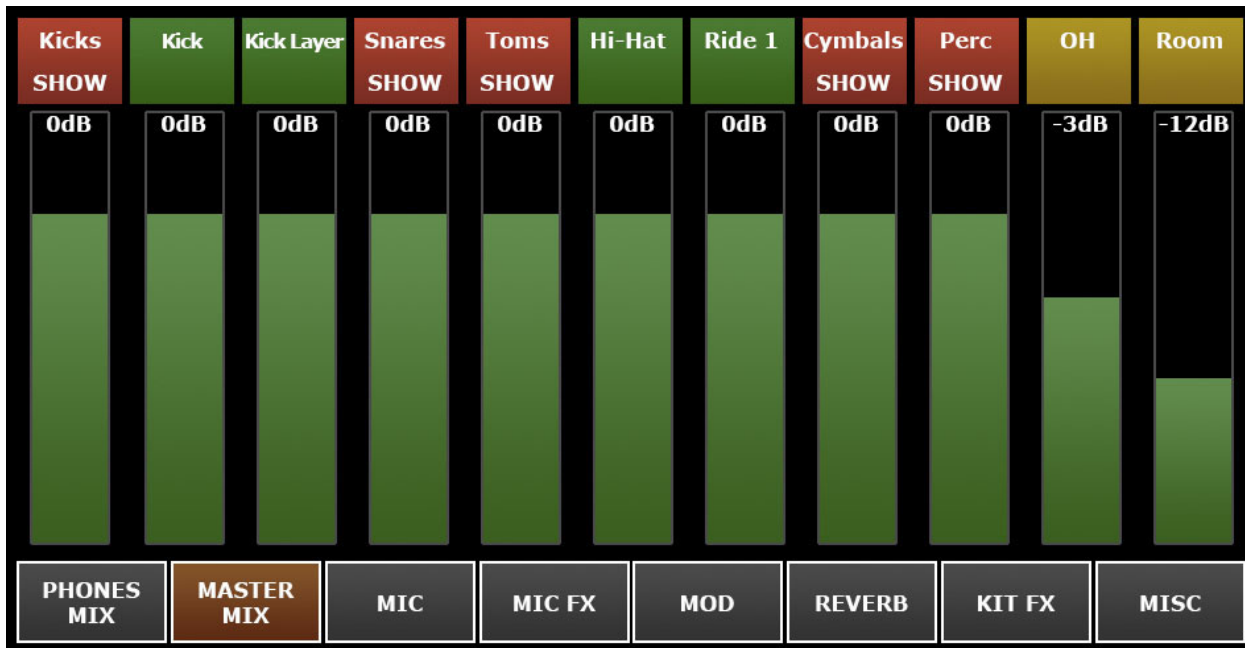 Kicks Kick Kick Layer Snares Toms Hi-Hat Ride 1 Cymbals Perc OH Room
SHOW SHOW SHOW SHOW SHOW
0dB 0dB 0dB 0dB 0dB 0dB 0dB 0dB 0dB -3dB -12dB
PHONES MIX MASTER MIX MIC MIC FX MOD REVERB KIT FX MISC